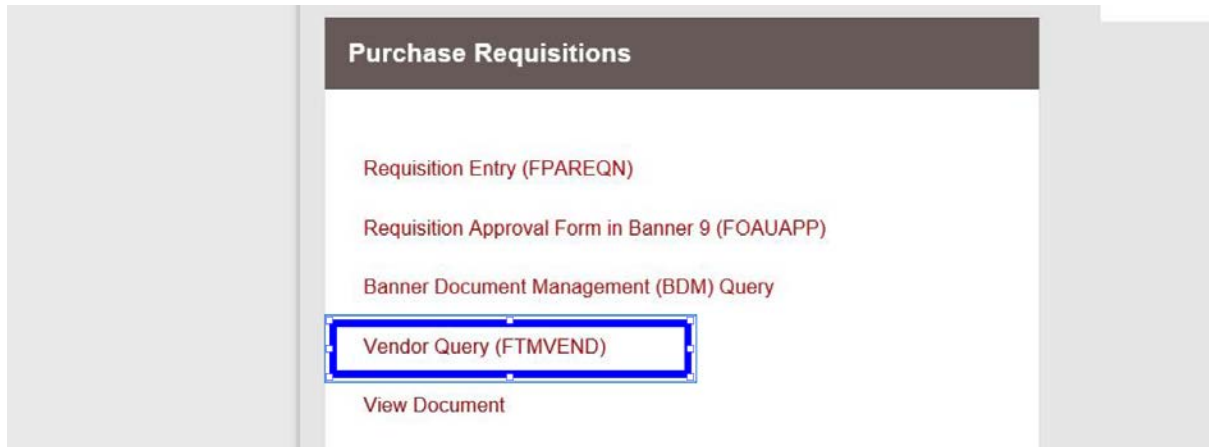 Purchase Requisitions
Requisition Entry (FPAREQN)
Requisition Approval Form in Banner 9 (FOAUAPP)
Banner Document Management (BDM) Query
Vendor Query (FTMVEND)
View Document